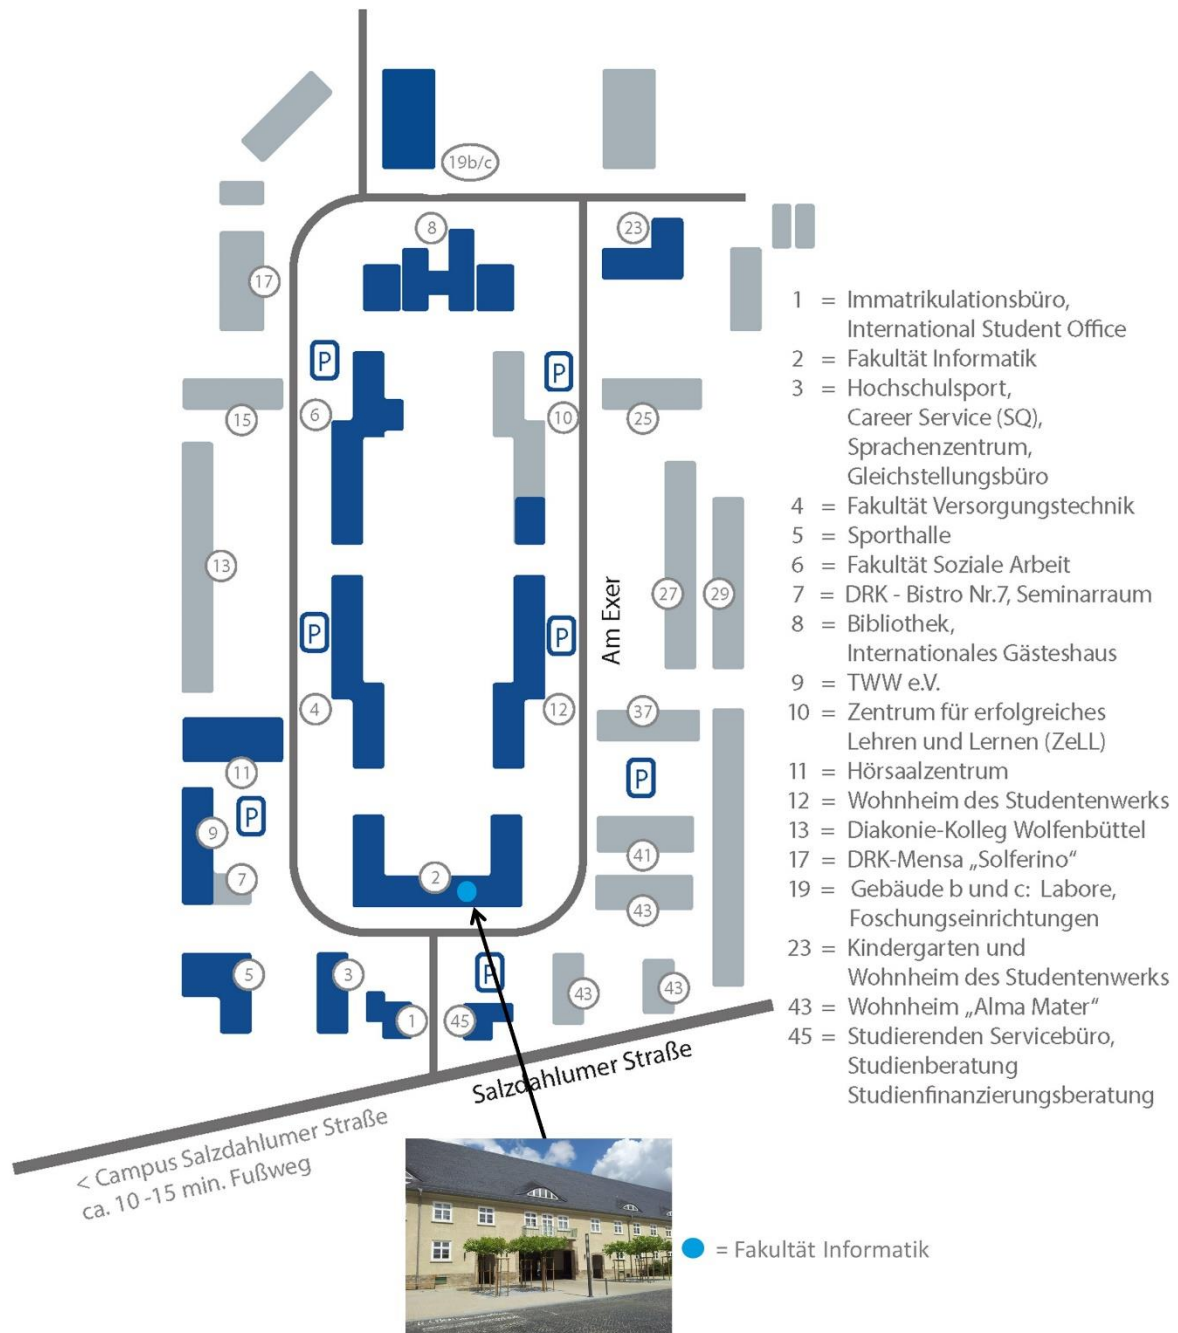 19b/c
8
23
17
P
P
6
10
15
25
13
27
29
Am Exer
P
P
4
12
37
11
P
P
9
41
7
2
43
5
3
P
43
43
1
45
Salzdahlumer Straße
< Campus Salzdahlumer Straße
ca. 10 -15 min. Fußweg
1 = Immatrikulationsbüro,
International Student Office
2 = Fakultät Informatik
3 = Hochschulsport,
Career Service (SQ),
Sprachenzentrum,
Gleichstellungsbüro
4 = Fakultät Versorgungstechnik
5 = Sporthalle
6 = Fakultät Soziale Arbeit
7 = DRK - Bistro Nr.7, Seminarraum
8 = Bibliothek,
Internationales Gästeshaus
9 = TWW e.V.
10 = Zentrum für erfolgreiches
Lehren und Lernen (ZeLL)
11 = Hörsaalzentrum
12 = Wohnheim des Studentenwerks
13 = Diakonie-Kolleg Wolfenbüttel
17 = DRK-Mensa „Solferino“
19 = Gebäude b und c: Labore,
Foschungseinrichtungen
23 = Kindergarten und
Wohnheim des Studentenwerks
43 = Wohnheim „Alma Mater“
45 = Studierenden Servicebüro,
Studienberatung
Studienfinanzierungsberatung
= Fakultät Informatik